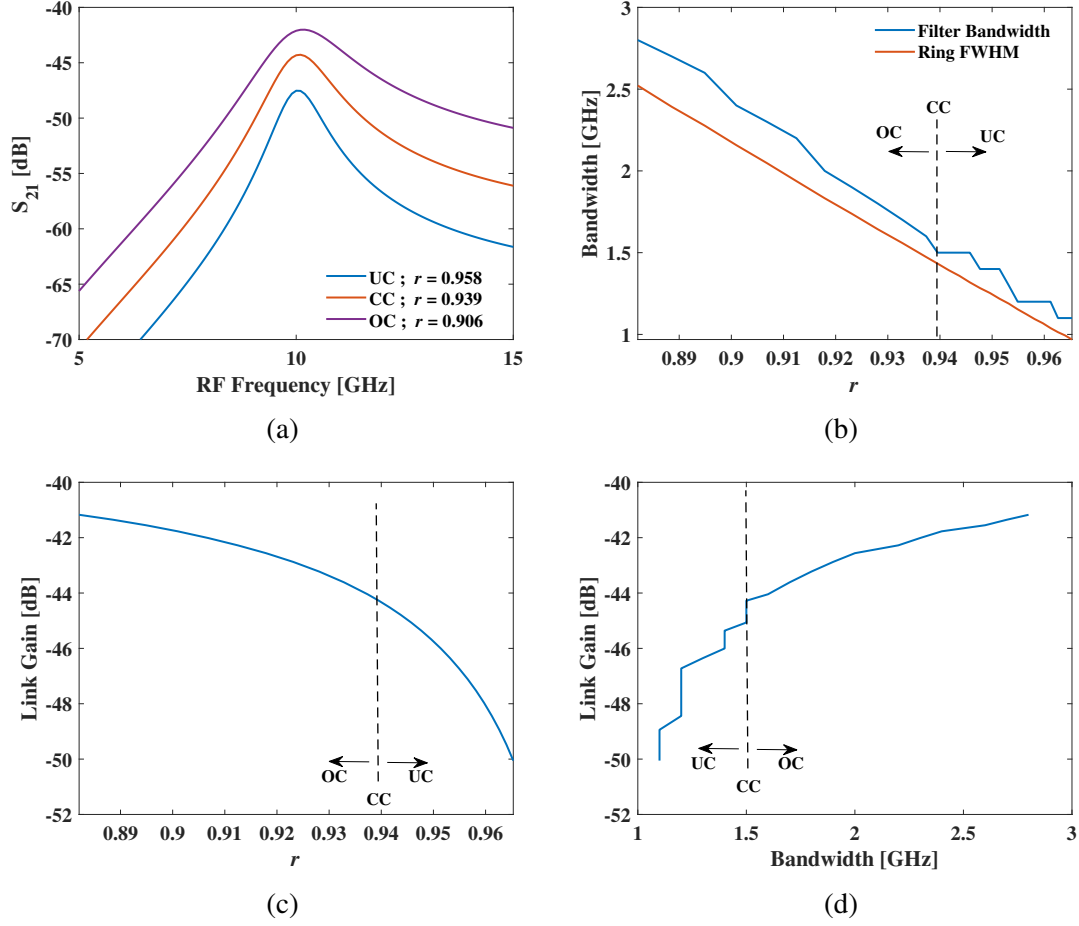 -40
-45
-50
-55
-60
-65
-70
S21 [dB]
UC ; r = 0.958
CC ; r = 0.939
OC ; r = 0.906
5
10
15
RF Frequency [GHz]
(a)
3
2.5
2
1.5
1
Bandwidth [GHz]
Filter Bandwidth
Ring FWHM
CC
OC
UC
0.89
0.9
0.91
0.92
0.93
0.94
0.95
0.96
r
(b)
-40
-42
-44
-46
-48
-50
-52
Link Gain [dB]
OC
UC
CC
0.89
0.9
0.91
0.92
0.93
0.94
0.95
0.96
r
(c)
-40
-42
-44
-46
-48
-50
-52
Link Gain [dB]
UC
OC
CC
1
1.5
2
2.5
3
Bandwidth [GHz]
(d)